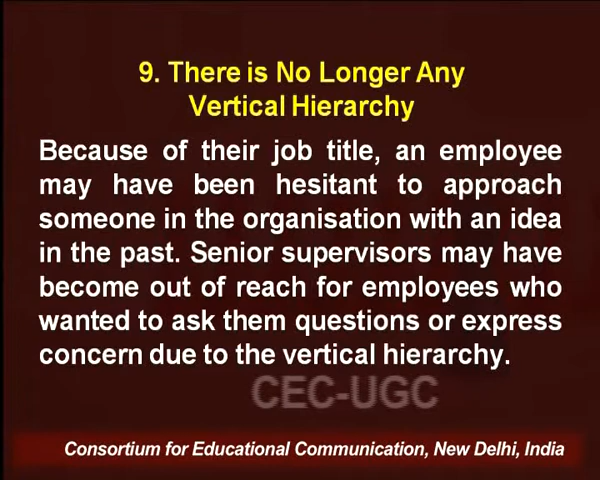 9. There is No Longer Any
Vertical Hierarchy
Because of their job title, an employee
may have been hesitant to approach
someone in the organisation with an idea
in the past. Senior supervisors may have
become out of reach for employees who
wanted to ask them questions or express
concern due to the vertical hierarchy.
CEC-UGC
Consortium for Educational Communication, New Delhi, India